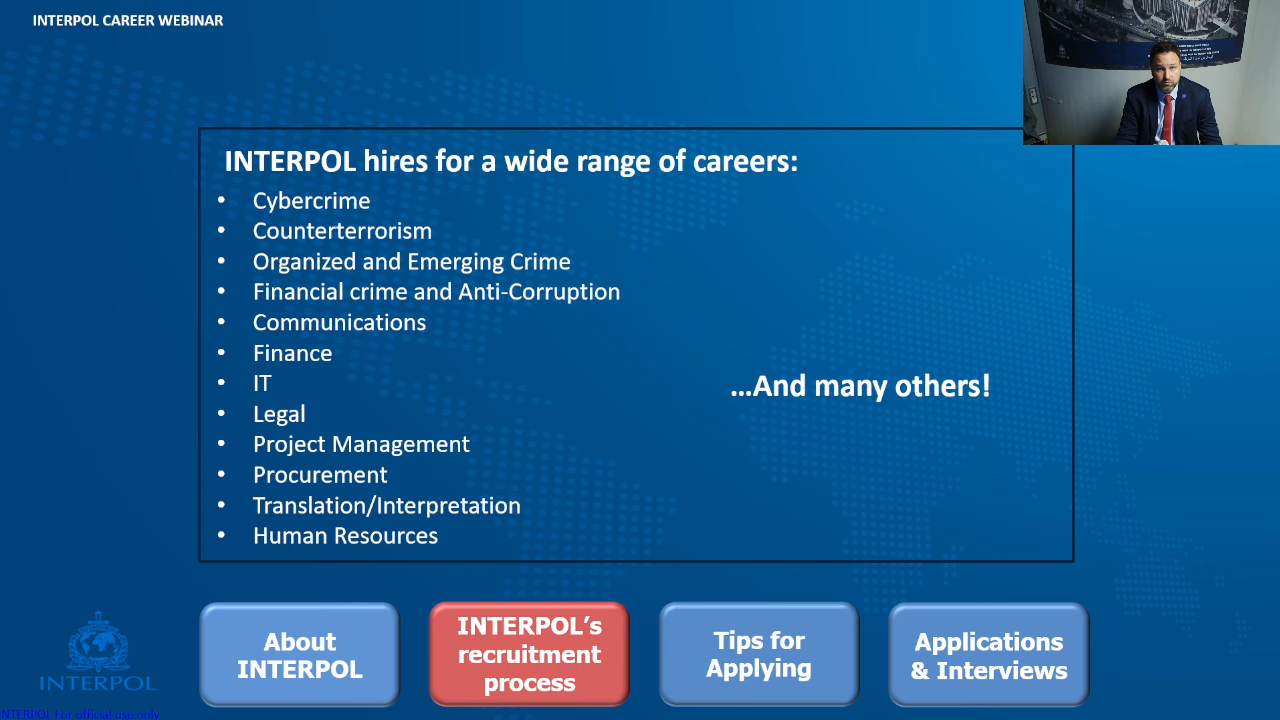 INTERPOL CAREER WEBINAR
INTERPOL hires for a wide range of careers:
• Cybercrime
• Counterterrorism
• Organized and Emerging Crime
• Financial crime and Anti-Corruption
• Communications
• Finance
• IT
• Legal
• Project Management
• Procurement
• Translation/Interpretation
• Human Resources
...And many others!
About
INTERPOL
INTERPOL's
recruitment
process
Tips for
Applying
Applications
& Interviews
INTERPOL
INTERPOL For official use only